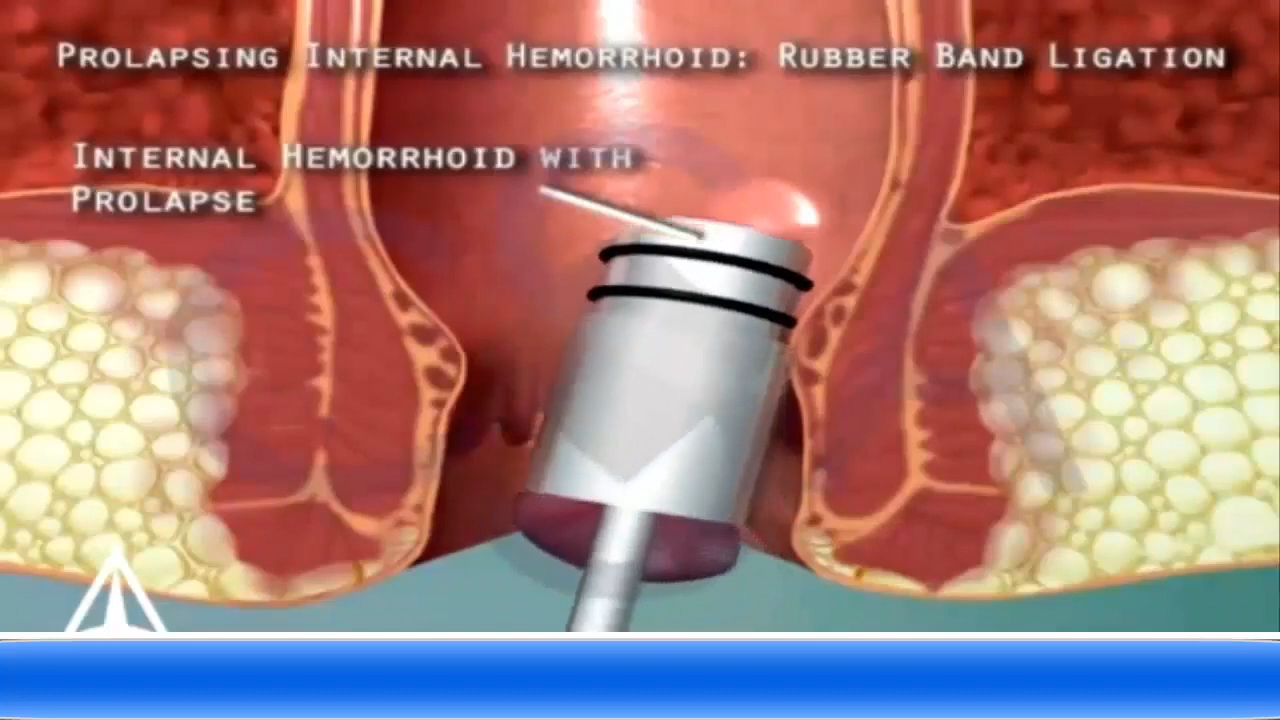 Prolapsing Internal Hemorrhoid: Rubber Band Ligation
Internal Hemorrhoid with
Prolapse